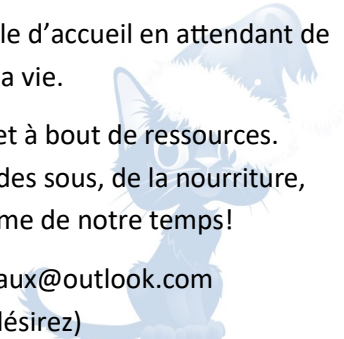 le d’accueil en attendant de
a vie.
et à bout de ressources.
des sous, de la nourriture,
me de notre temps!
aux@outlook.com
désirez)